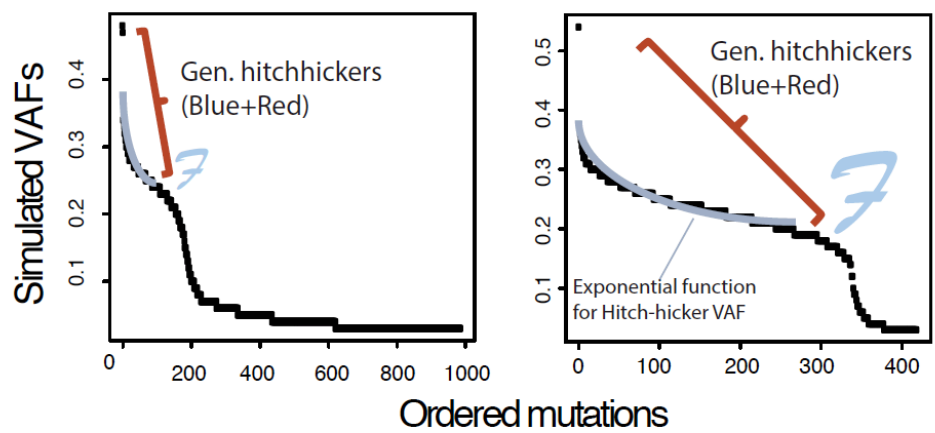 Simulated VAFs
0.4
0.3
0.2
0.1
Gen. hitchhickers
(Blue+Red)
F
0
200
400
600
800
1000
0.5
0.4
0.3
0.2
0.1
Gen. hitchhickers
(Blue+Red)
F
Exponential function
for Hitch-hicker VAF
0
100
200
300
400
Ordered mutations